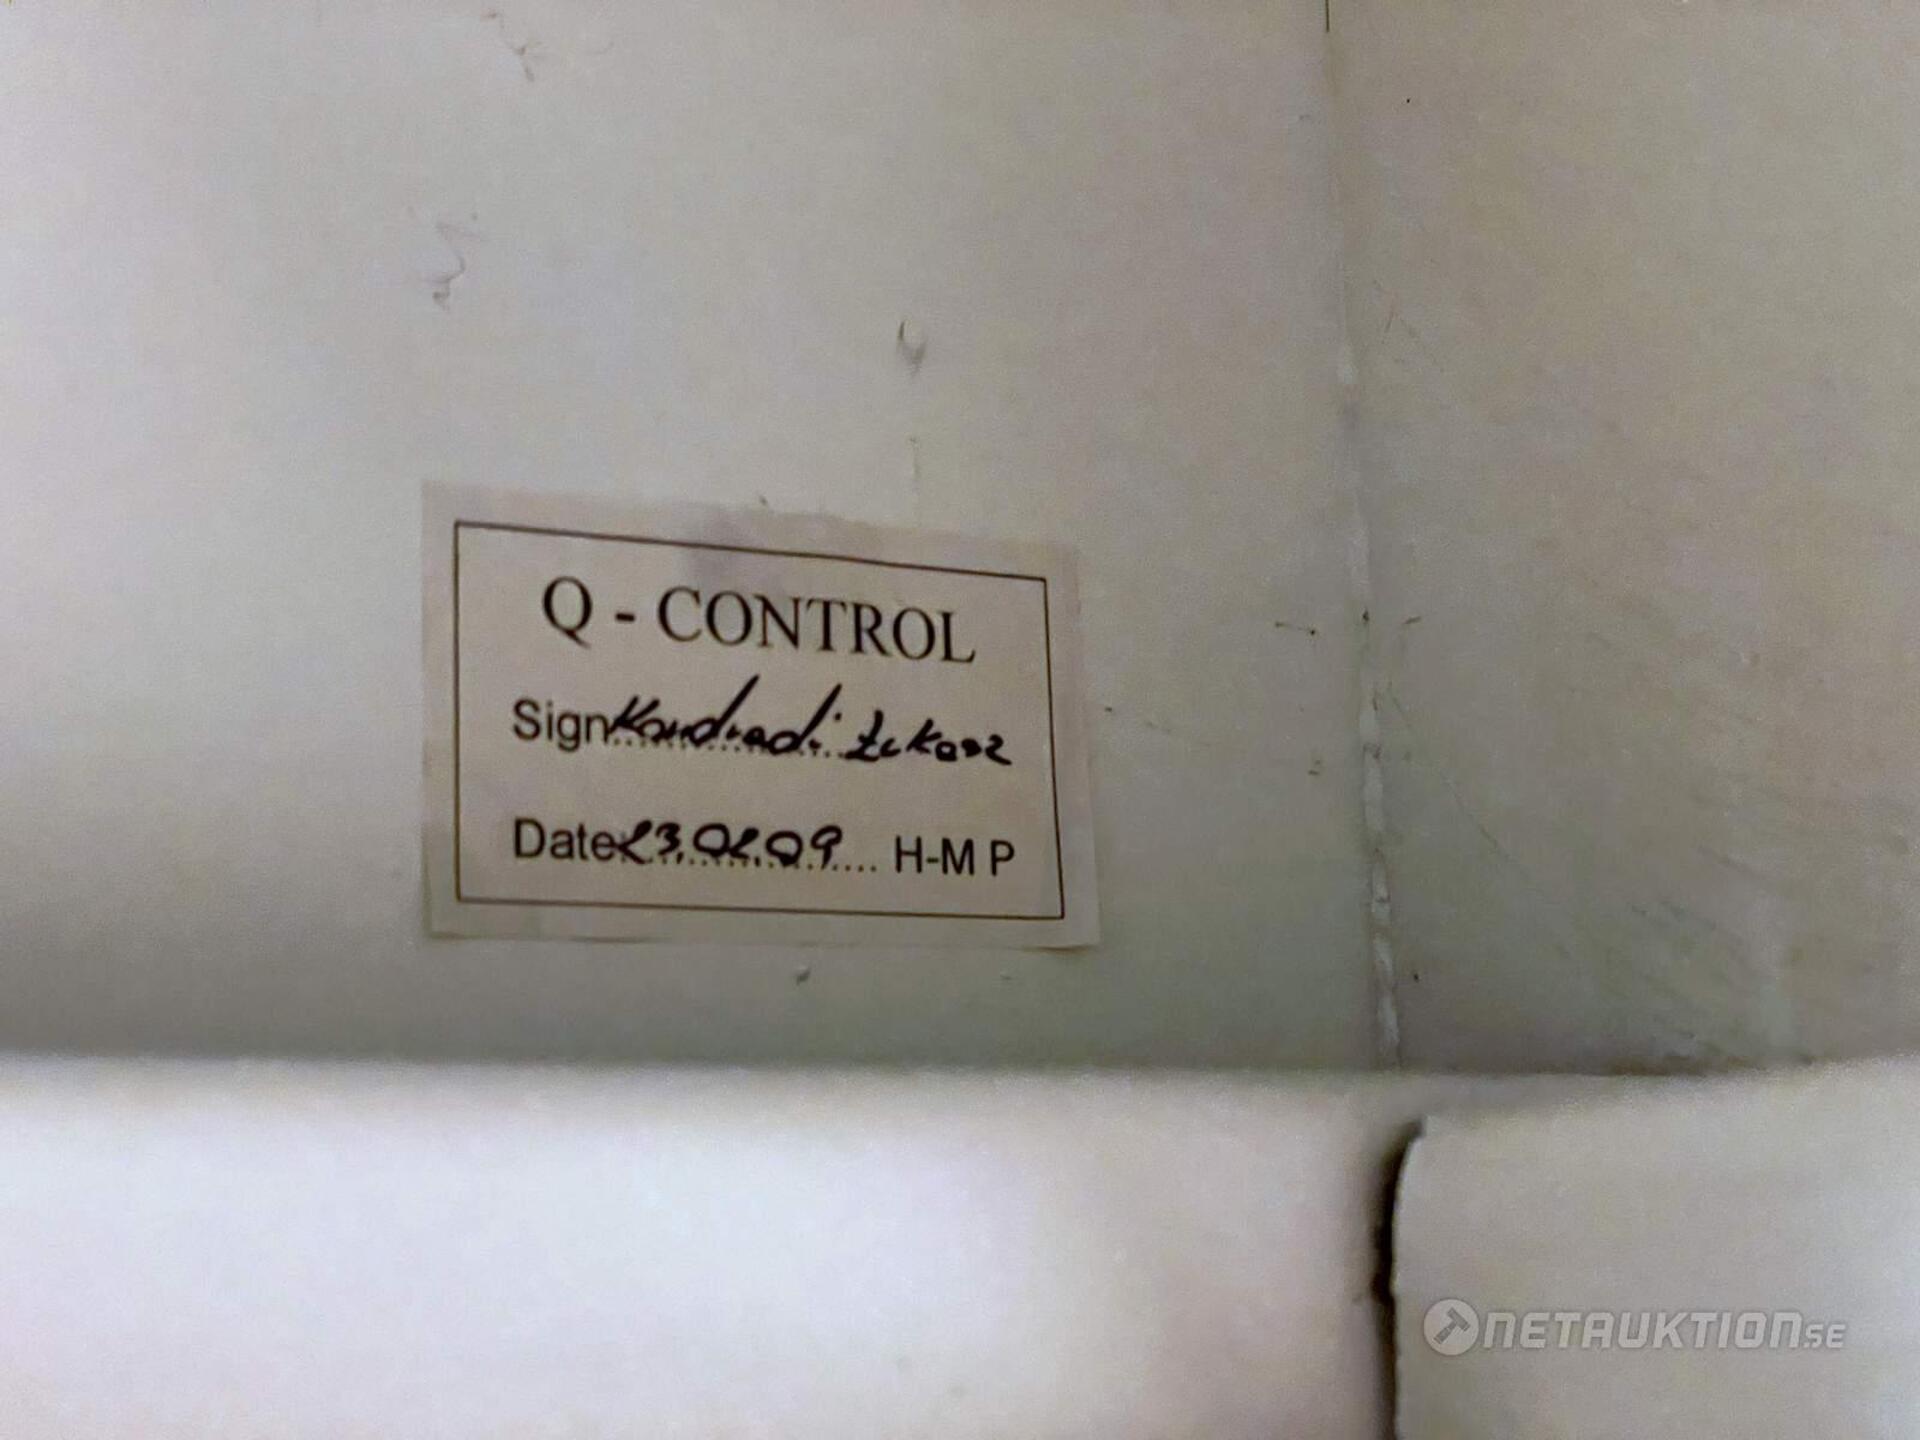 Q - CONTROL
Sign
Date 23.02.09 H-M P
NETAUKTION.SE